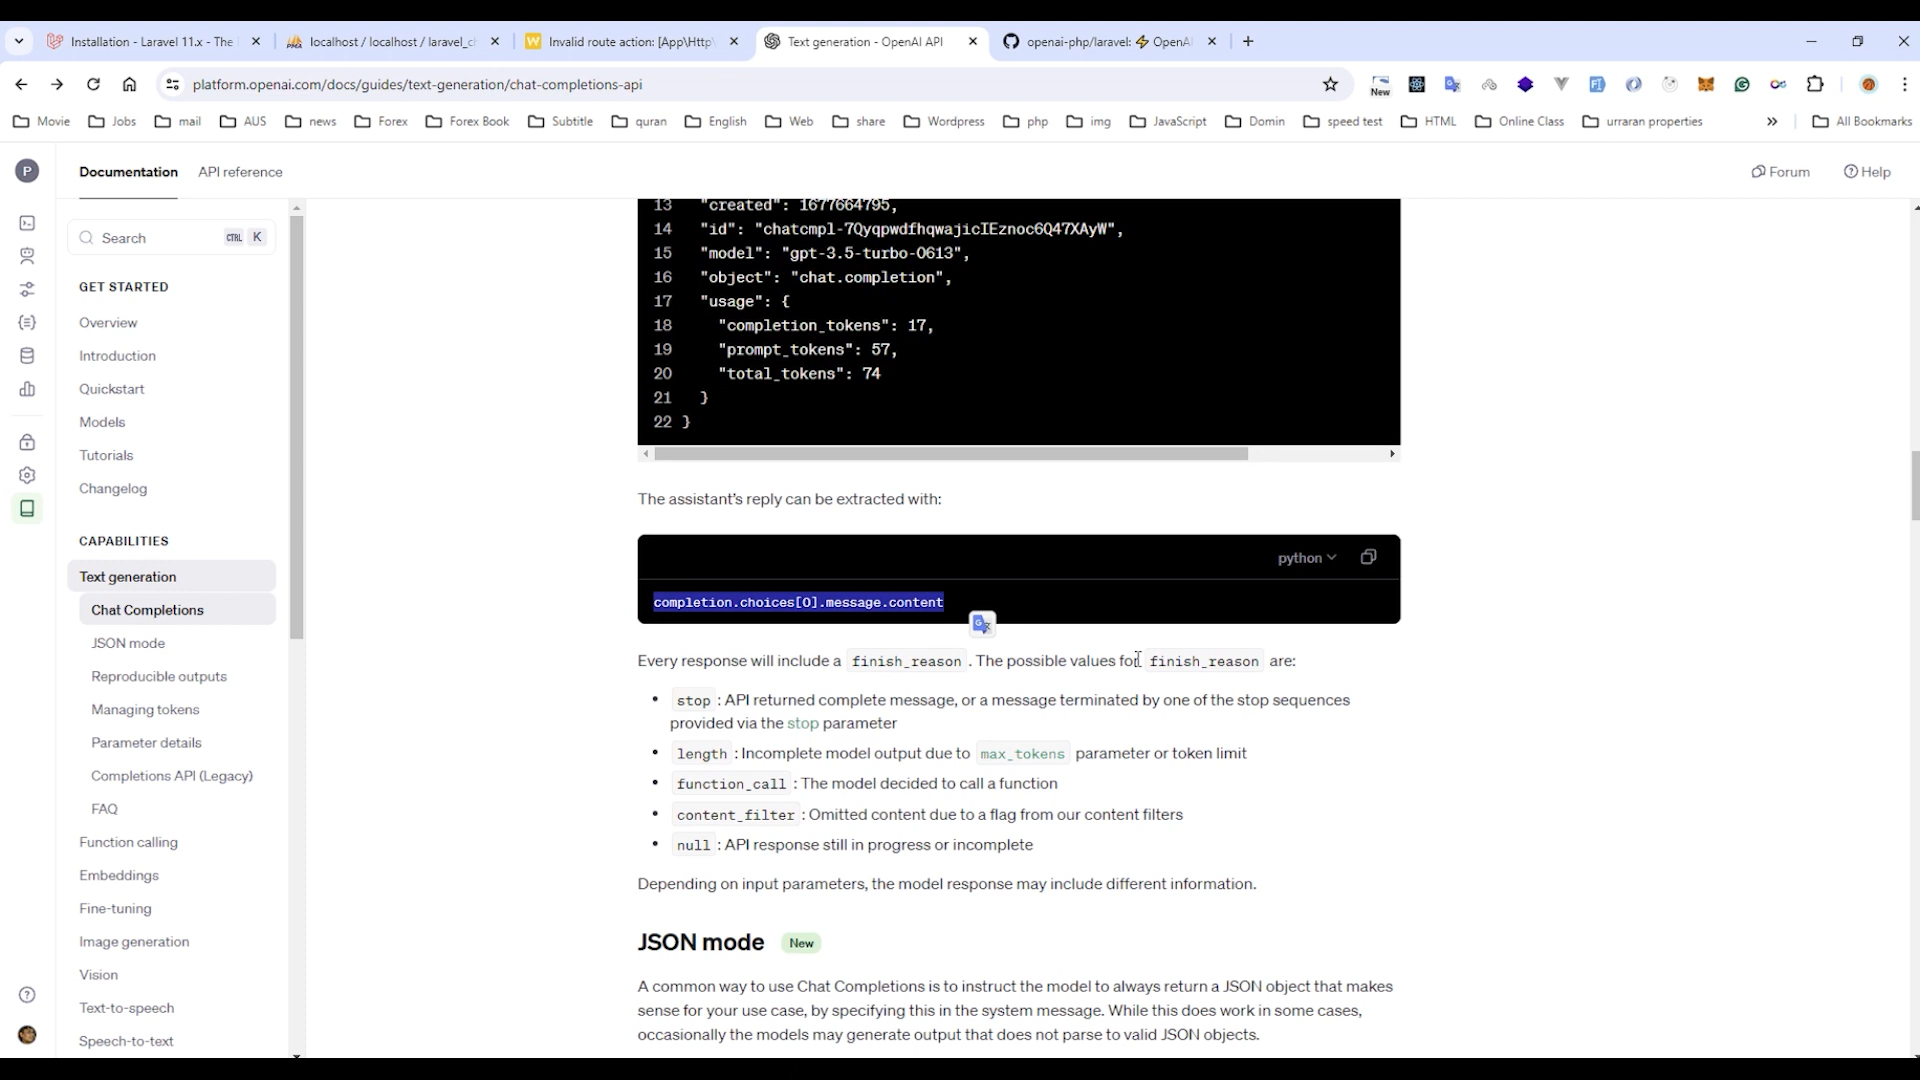 Installation - Laravel 11.x - The
localhost / localhost / laravel_c
Invalid route action: [App\Http\
Text generation - OpenAI API
openai-php/laravel: ⚡ OpenA
platform.openai.com/docs/guides/text-generation/chat-completions-api
New
Movie
Jobs
mail
AUS
news
Forex
Forex Book
Subtitle
quran
English
Web
share
Wordpress
php
img
JavaScript
Domin
speed test
HTML
Online Class
urraran properties
»
All Bookmarks
P
Documentation
API reference
Forum
Help
Search
CTRL K
GET STARTED
Overview
Introduction
Quickstart
Models
Tutorials
Changelog
CAPABILITIES
Text generation
Chat Completions
JSON mode
Reproducible outputs
Managing tokens
Parameter details
Completions API (Legacy)
FAQ
Function calling
Embeddings
Fine-tuning
Image generation
Vision
Text-to-speech
Speech-to-text
13 "created": 1677664795,
14 "id": "chatcmpl-7QyqpwdfhqwajicIEznoc6Q47XAyW",
15 "model": "gpt-3.5-turbo-0613",
16 "object": "chat.completion",
17 "usage": {
18 "completion_tokens": 17,
19 "prompt_tokens": 57,
20 "total_tokens": 74
21 }
22 }
The assistant's reply can be extracted with:
python
completion.choices[0].message.content
Every response will include a finish_reason . The possible values for finish_reason are:
• stop : API returned complete message, or a message terminated by one of the stop sequences
provided via the stop parameter
• length : Incomplete model output due to max_tokens parameter or token limit
• function_call : The model decided to call a function
• content_filter : Omitted content due to a flag from our content filters
• null : API response still in progress or incomplete
Depending on input parameters, the model response may include different information.
JSON mode New
A common way to use Chat Completions is to instruct the model to always return a JSON object that makes
sense for your use case, by specifying this in the system message. While this does work in some cases,
occasionally the models may generate output that does not parse to valid JSON objects.